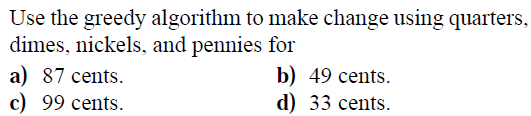 Use the greedy algorithm to make change using quarters,
dimes, nickels, and pennies for
a) 87 cents. b) 49 cents.
c) 99 cents. d) 33 cents.